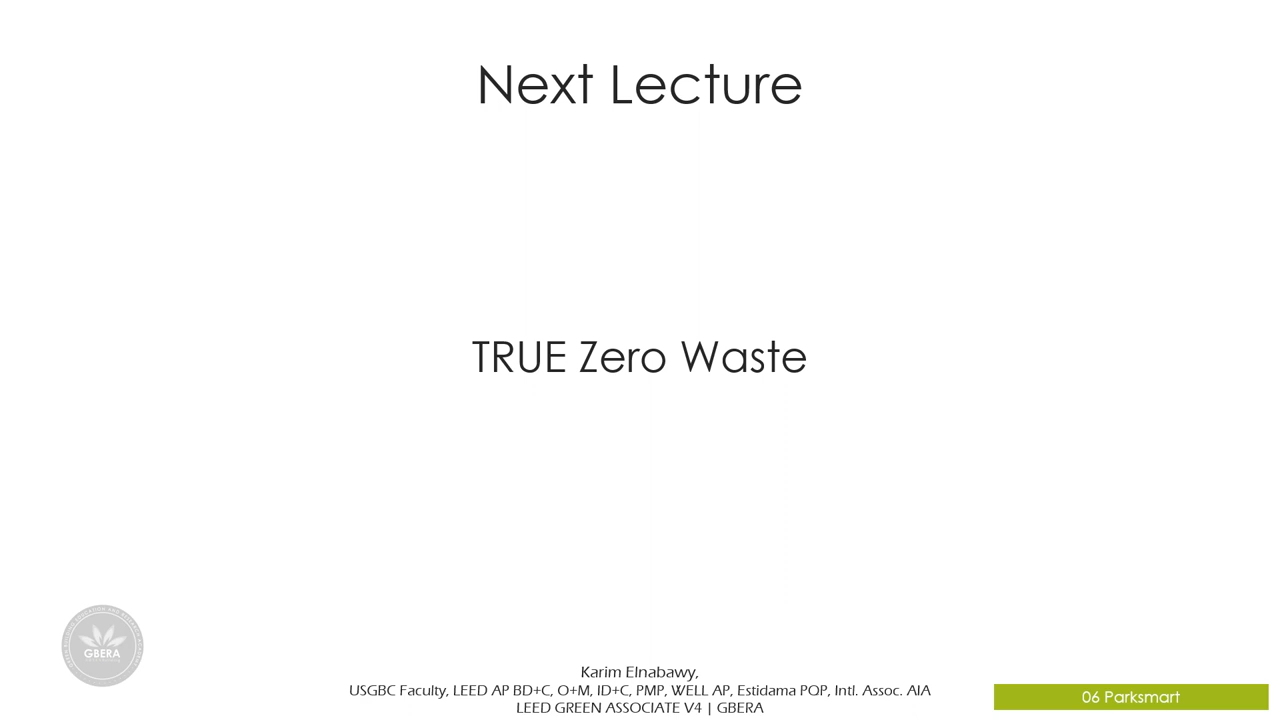 Next Lecture
TRUE Zero Waste
GBERA
Karim Elnabawy,
USGBC Faculty, LEED AP BD+C, O+M, ID+C, PMP, WELL AP, Estidama POP, Intl. Assoc. AIA
LEED GREEN ASSOCIATE V4 | GBERA
06 Parksmart